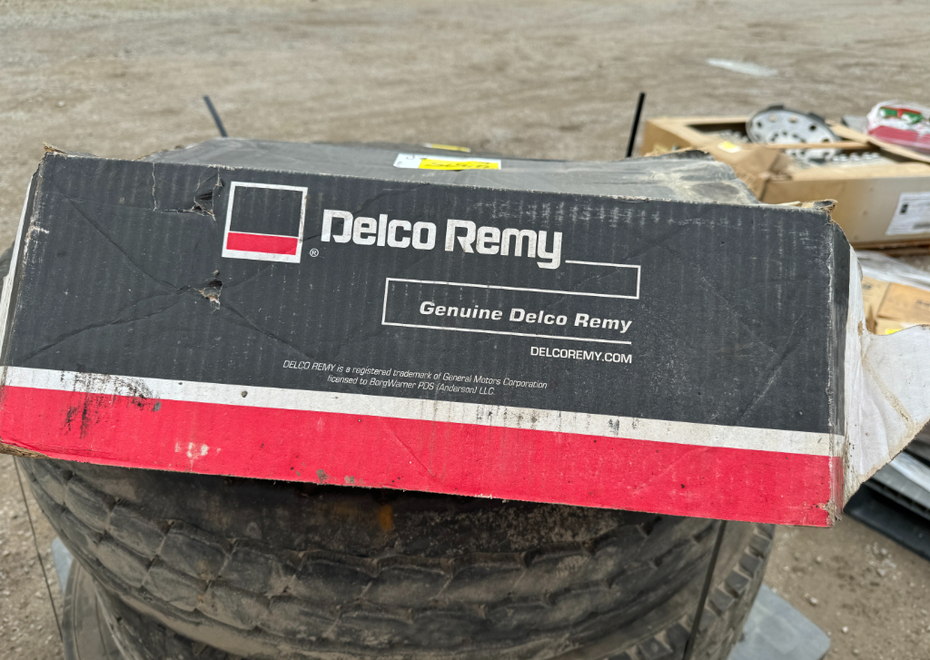 Delco Remy
®
Genuine Delco Remy
DELCOREMY.COM
DELCO REMY is a registered trademark of General Motors Corporation
licensed to BorgWarner PDS (Anderson) LLC.